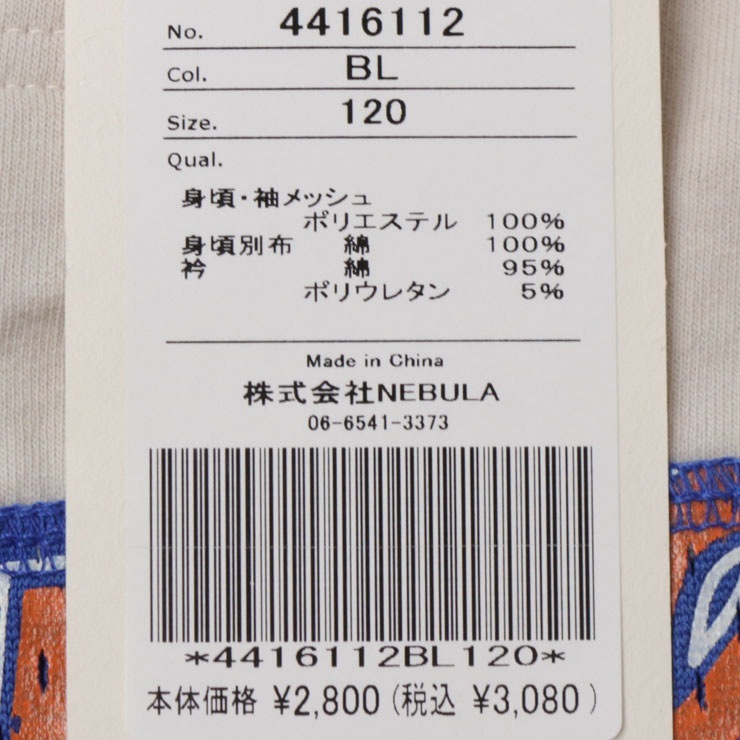 No. 4416112
Col. BL
Size. 120
Qual.
身頃・袖メッシュ
ポリエステル 100%
身頃別布 綿 100%
衿 綿 95%
ポリウレタン 5%
Made in China
株式会社NEBULA
06-6541-3373
*4416112BL120*
本体価格 ¥2,800 (税込 ¥3,080 )